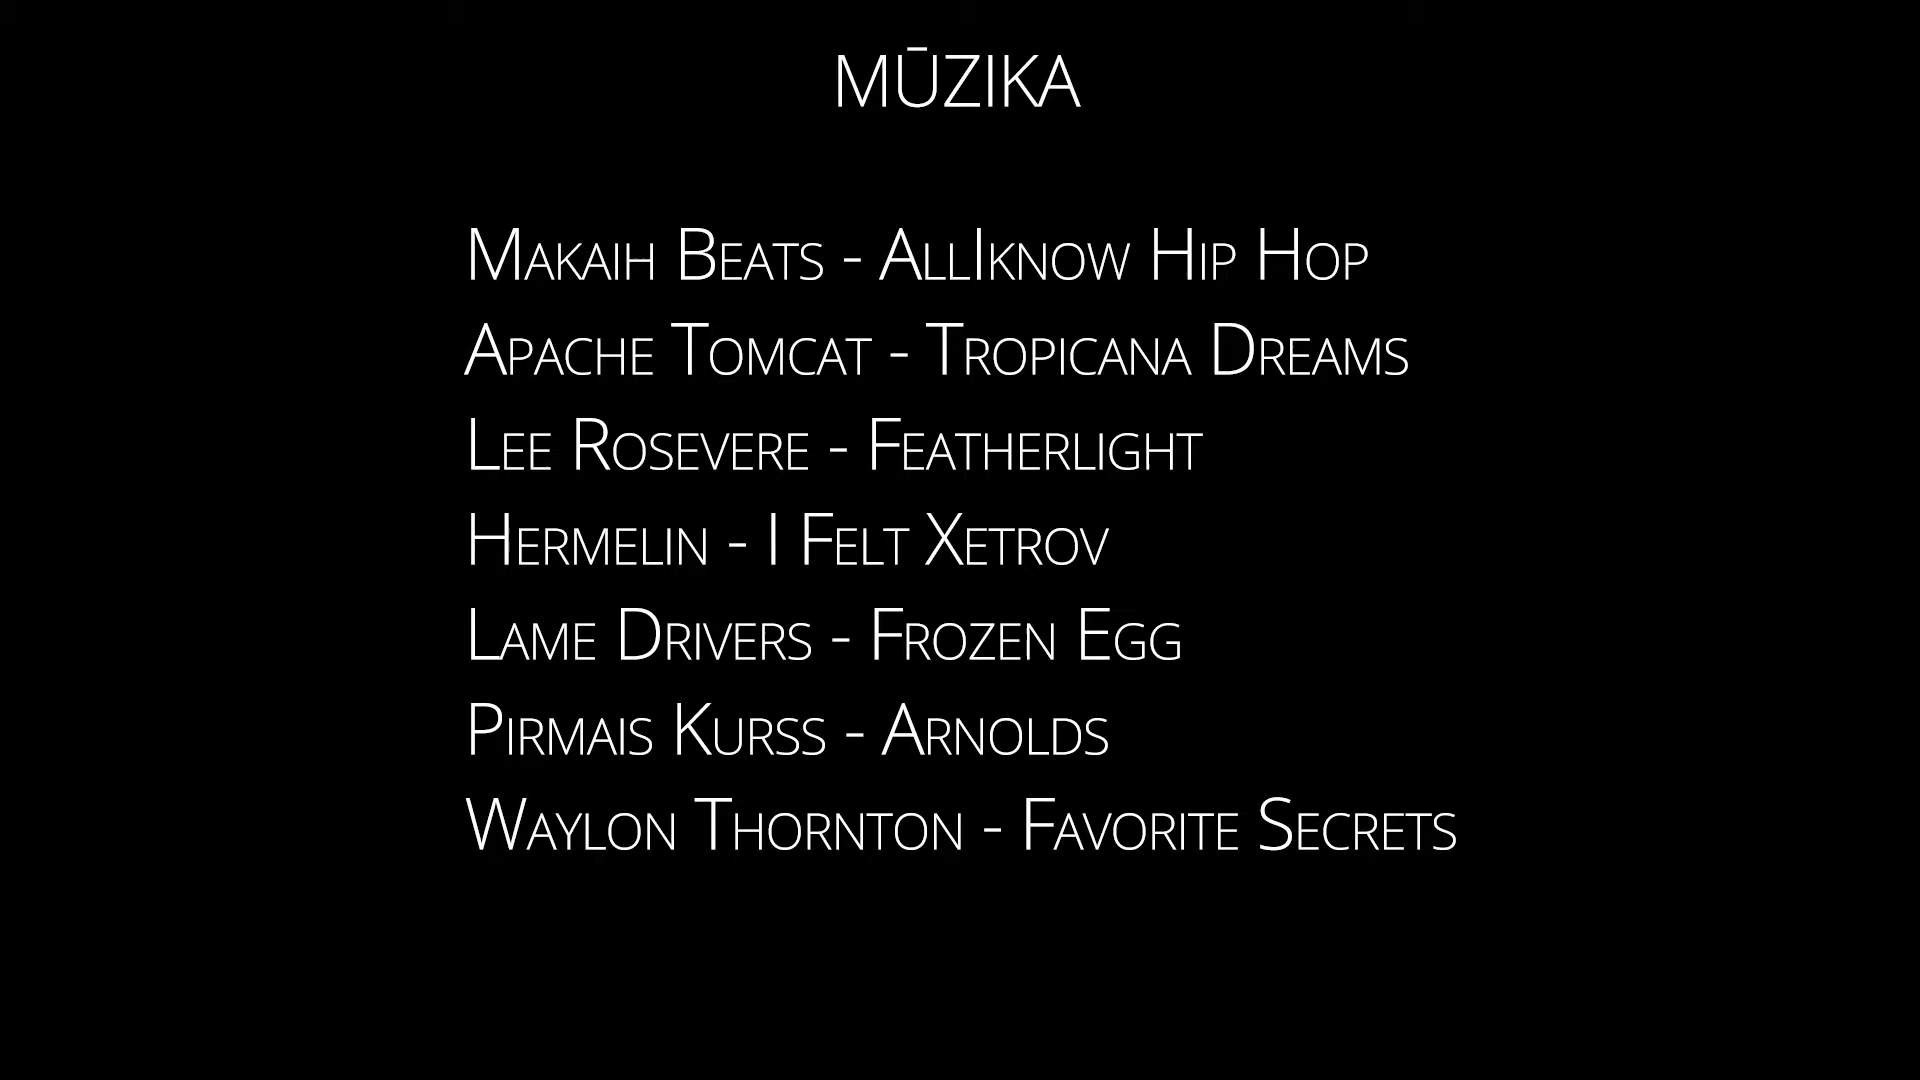 MŪZIKA
Makaih Beats - AllIknow Hip Hop
Apache Tomcat - Tropicana Dreams
Lee Rosevere - Featherlight
Hermelin - I Felt Xetrov
Lame Drivers - Frozen Egg
Pirmais Kurss - Arnolds
Waylon Thornton - Favorite Secrets